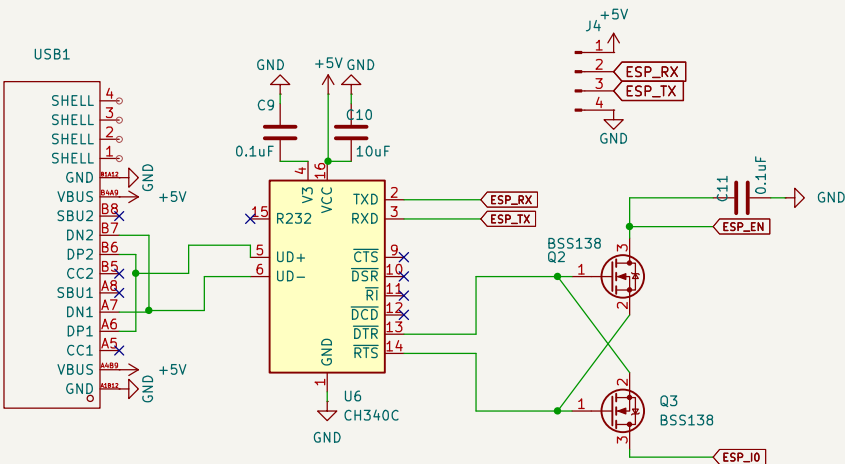 USB1
SHELL 4
SHELL 3
SHELL 2
SHELL 1
GND B1A12 GND
VBUS B4A9 +5V
SBU2 B8
DN2 B7
DP2 B6
CC2 B5
SBU1 A8
DN1 A7
DP1 A6
CC1 A5
VBUS A4B9 +5V
GND A1B12 GND
GND +5V GND
C9 C10
0.1uF 10uF
4 16
V3 VCC
15 R232
5 UD+
6 UD-
TXD 2 ESP_RX
RXD 3 ESP_TX
CTS 9
DSR 10
RI 11
DCD 12
DTR 13
RTS 14
GND
1
U6
CH340C
GND
J4 +5V
1
2 ESP_RX
3 ESP_TX
4
GND
C11 0.1uF GND
ESP_EN
BSS138
Q2
3
1
2
2
1
3
Q3
BSS138
ESP_IO